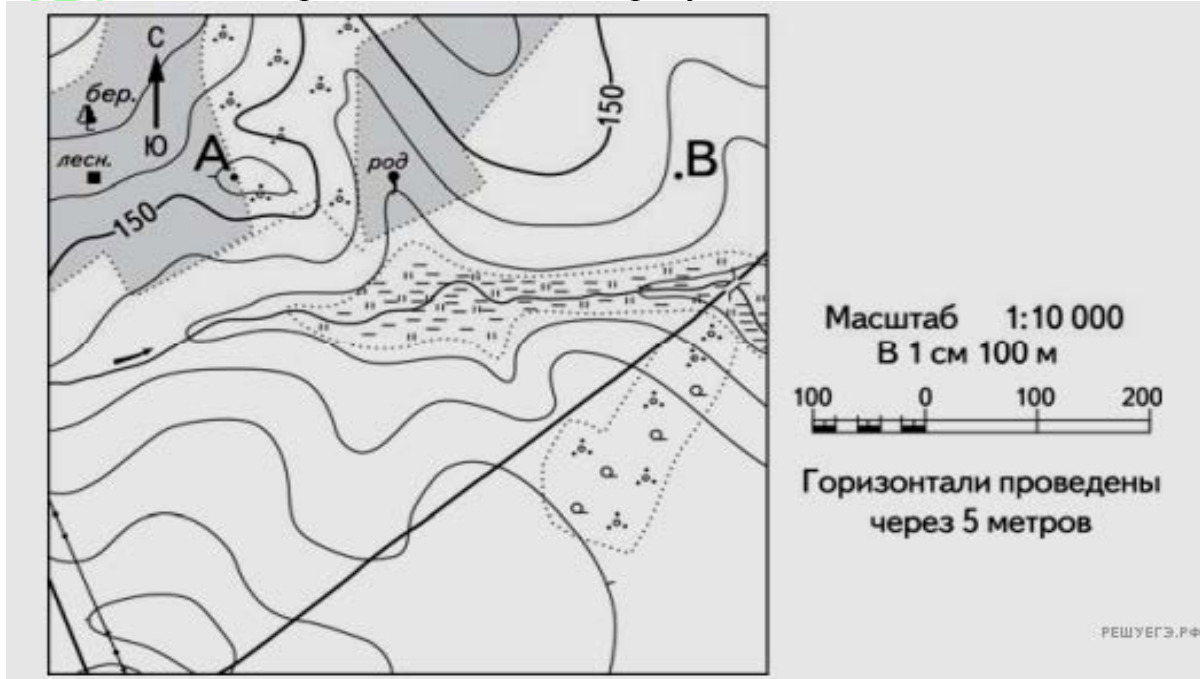 С
бер.
Ю
А
лесн.
род
150
150
.В
Масштаб 1:10 000
В 1 см 100 м
100 0 100 200
Горизонтали проведены
через 5 метров
РЕШУЕГЭ.РФ